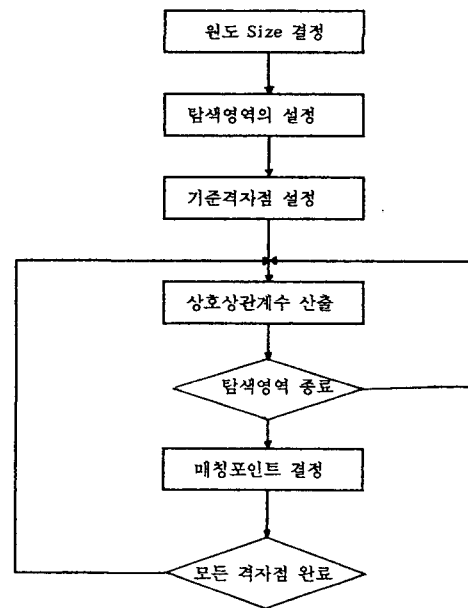 원도 Size 결정
탐색영역의 설정
기준격자점 설정
상호상관계수 산출
탐색영역 종료
매칭포인트 결정
모든 격자점 완료